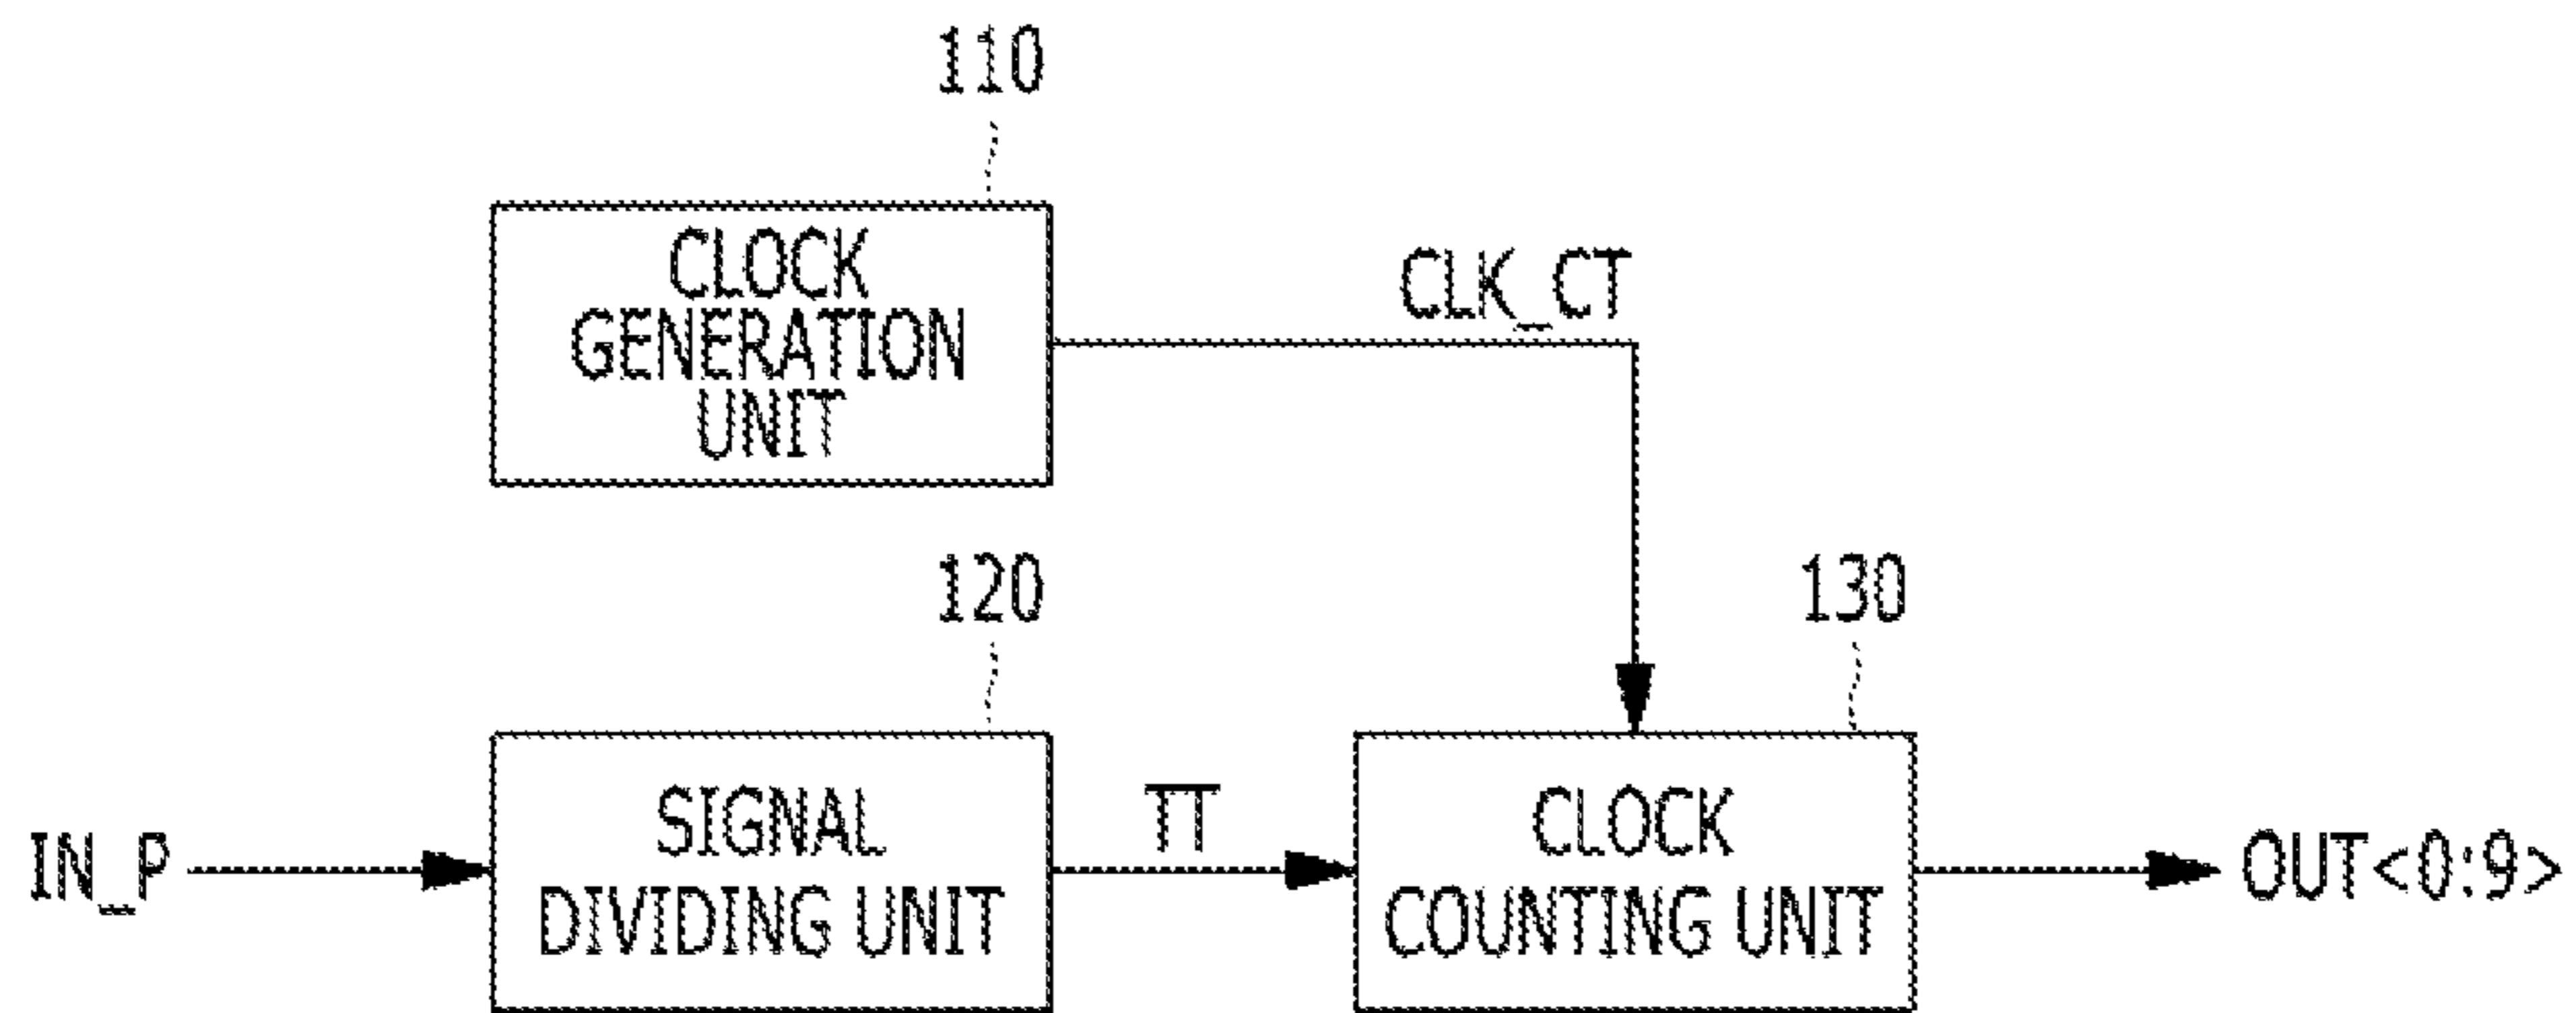 110
CLOCK
GENERATION
UNIT
CLK_CT
120
130
IN_P
SIGNAL
DIVIDING UNIT
TT
CLOCK
COUNTING UNIT
OUT<0:9>